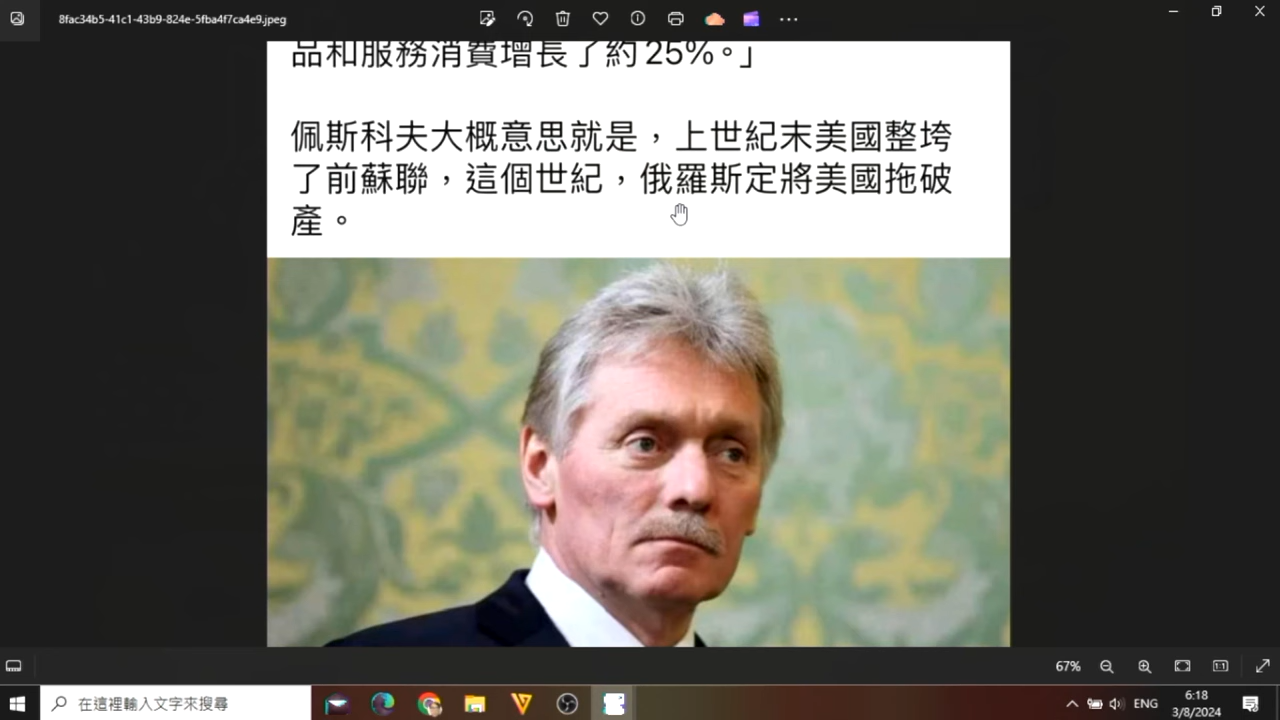 8fac34b5-41c1-43b9-824e-5fba4f7ca4e9.jpeg
品和服務消費增長了約25%。」
佩斯科夫大概意思就是，上世紀末美國整垮
了前蘇聯，這個世紀，俄羅斯定將美國拖破
產。
67%
在這裡輸入文字來搜尋
ENG
6:18
3/8/2024